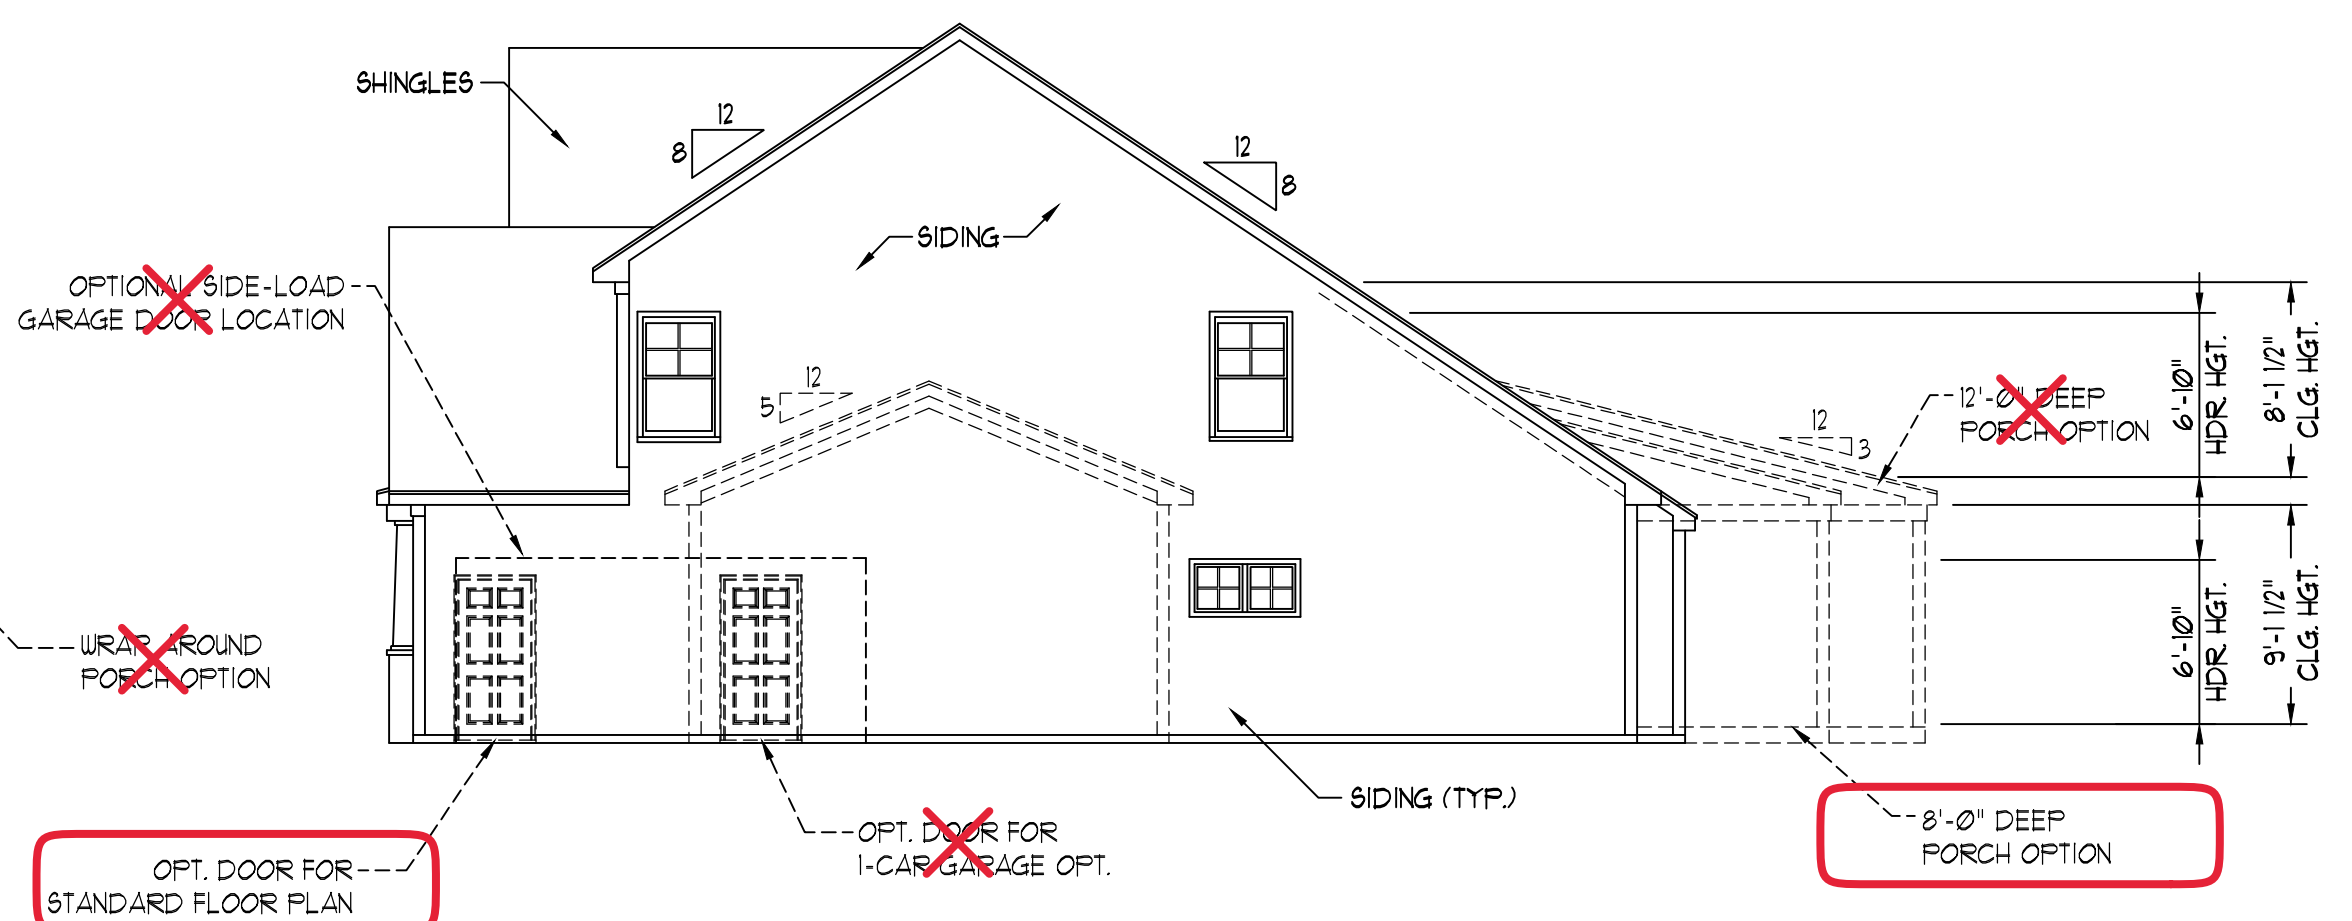 SHINGLES
12
8
12
8
SIDING
OPTIONAL SIDE-LOAD
GARAGE DOOR LOCATION
12
5
12'-0" DEEP
PORCH OPTION
12
3
6'-10"
HDR. HGT.
8'-1 1/2"
CLG. HGT.
WRAP AROUND
PORCH OPTION
6'-10"
HDR. HGT.
9'-1 1/2"
CLG. HGT.
SIDING (TYP.)
OPT. DOOR FOR
1-CAR GARAGE OPT.
8'-0" DEEP
PORCH OPTION
OPT. DOOR FOR
STANDARD FLOOR PLAN